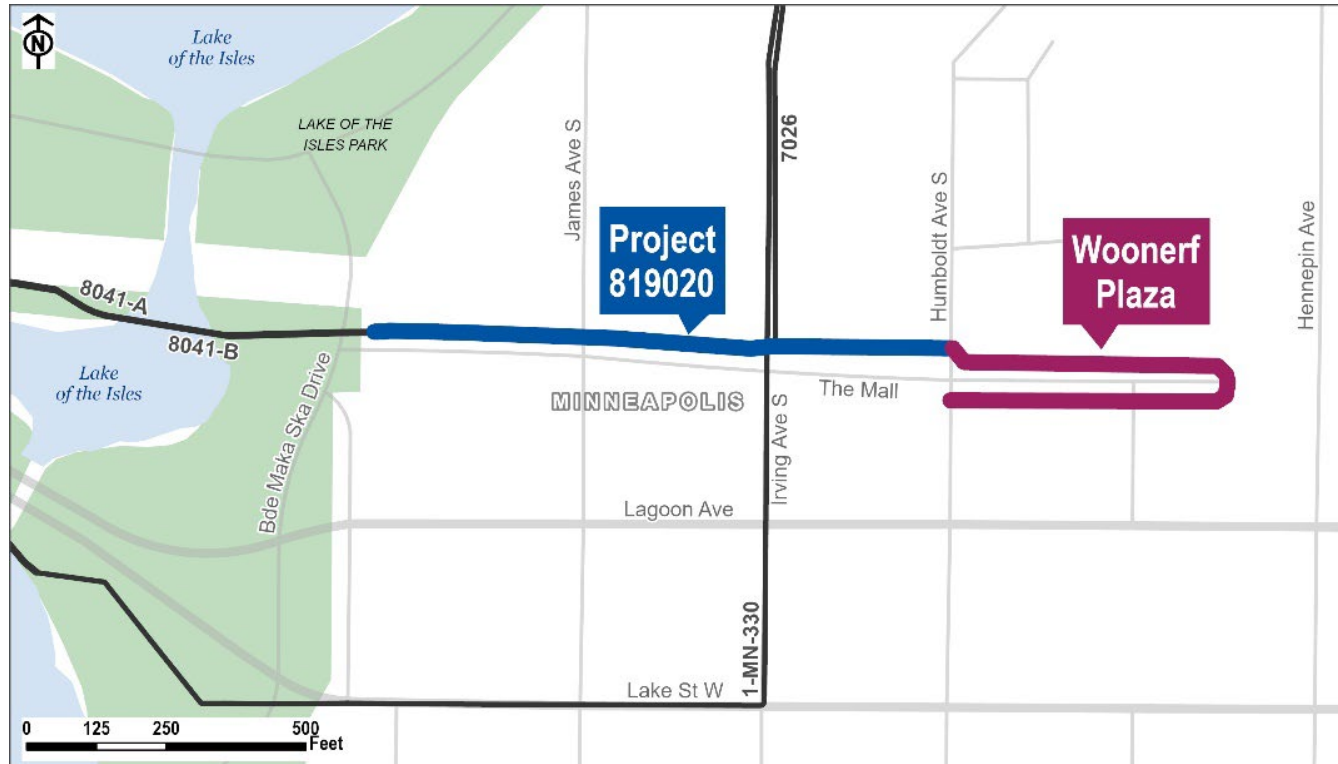 N
Lake
of the Isles
LAKE OF THE
ISLES PARK
James Ave S
7026
Humboldt Ave S
Hennepin Ave
Project
819020
Woonerf
Plaza
8041-A
8041-B
Lake
of the Isles
Bde Maka Ska Drive
MINNEAPOLIS
The Mall
Irving Ave S
Lagoon Ave
1-MN-330
Lake St W
0 125 250 500
Feet